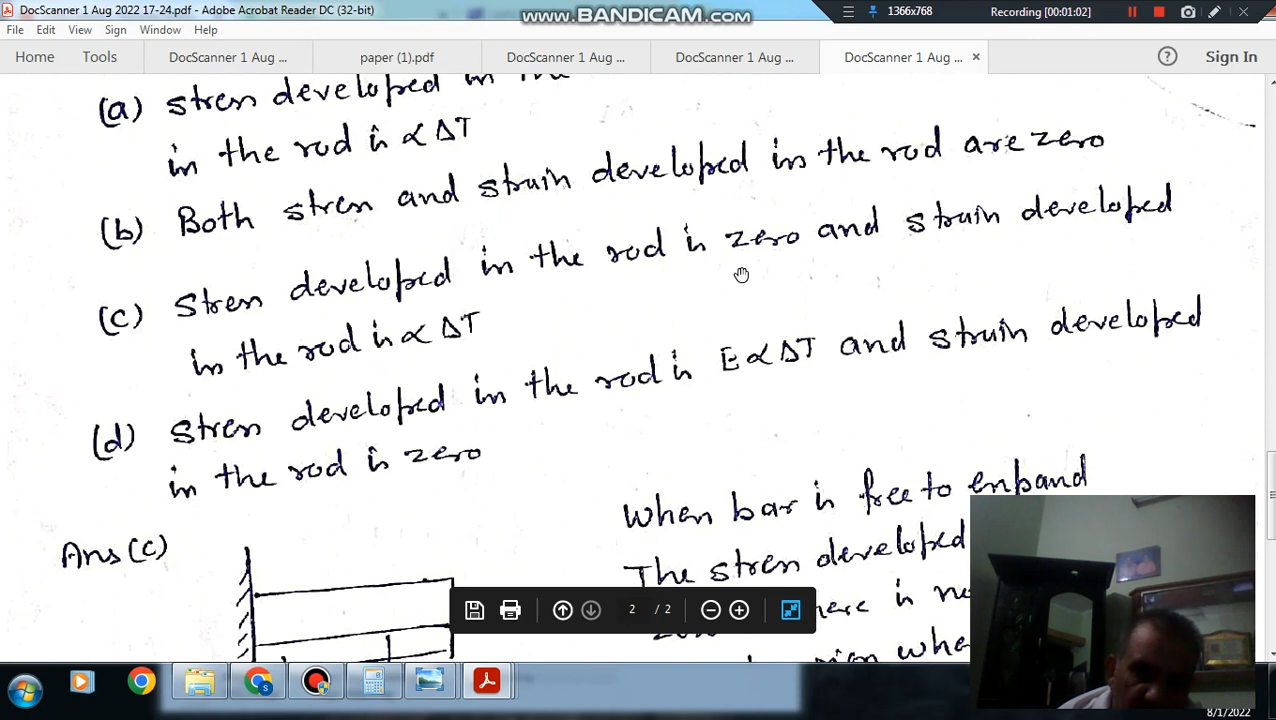 DocScanner 1 Aug 2022 17-24.pdf - Adobe Acrobat Reader DC (32-bit)
www.BANDICAM.com
1366x768
Recording [00:01:02]
File Edit View Sign Window Help
Home Tools DocScanner 1 Aug ... paper (1).pdf DocScanner 1 Aug ... DocScanner 1 Aug ... DocScanner 1 Aug ... × Sign In
(a) stress developed in the
in the rod is ∝ ΔT
(b) Both stress and strain developed in the rod are zero
(c) Stress developed in the rod is zero and strain developed
in the rod is ∝ ΔT
(d) stress developed in the rod is E∝ΔT and strain developed
in the rod is zero
Ans (c)
When bar is free to expand
The stress developed
here is no
when
2 / 2
8/1/2022